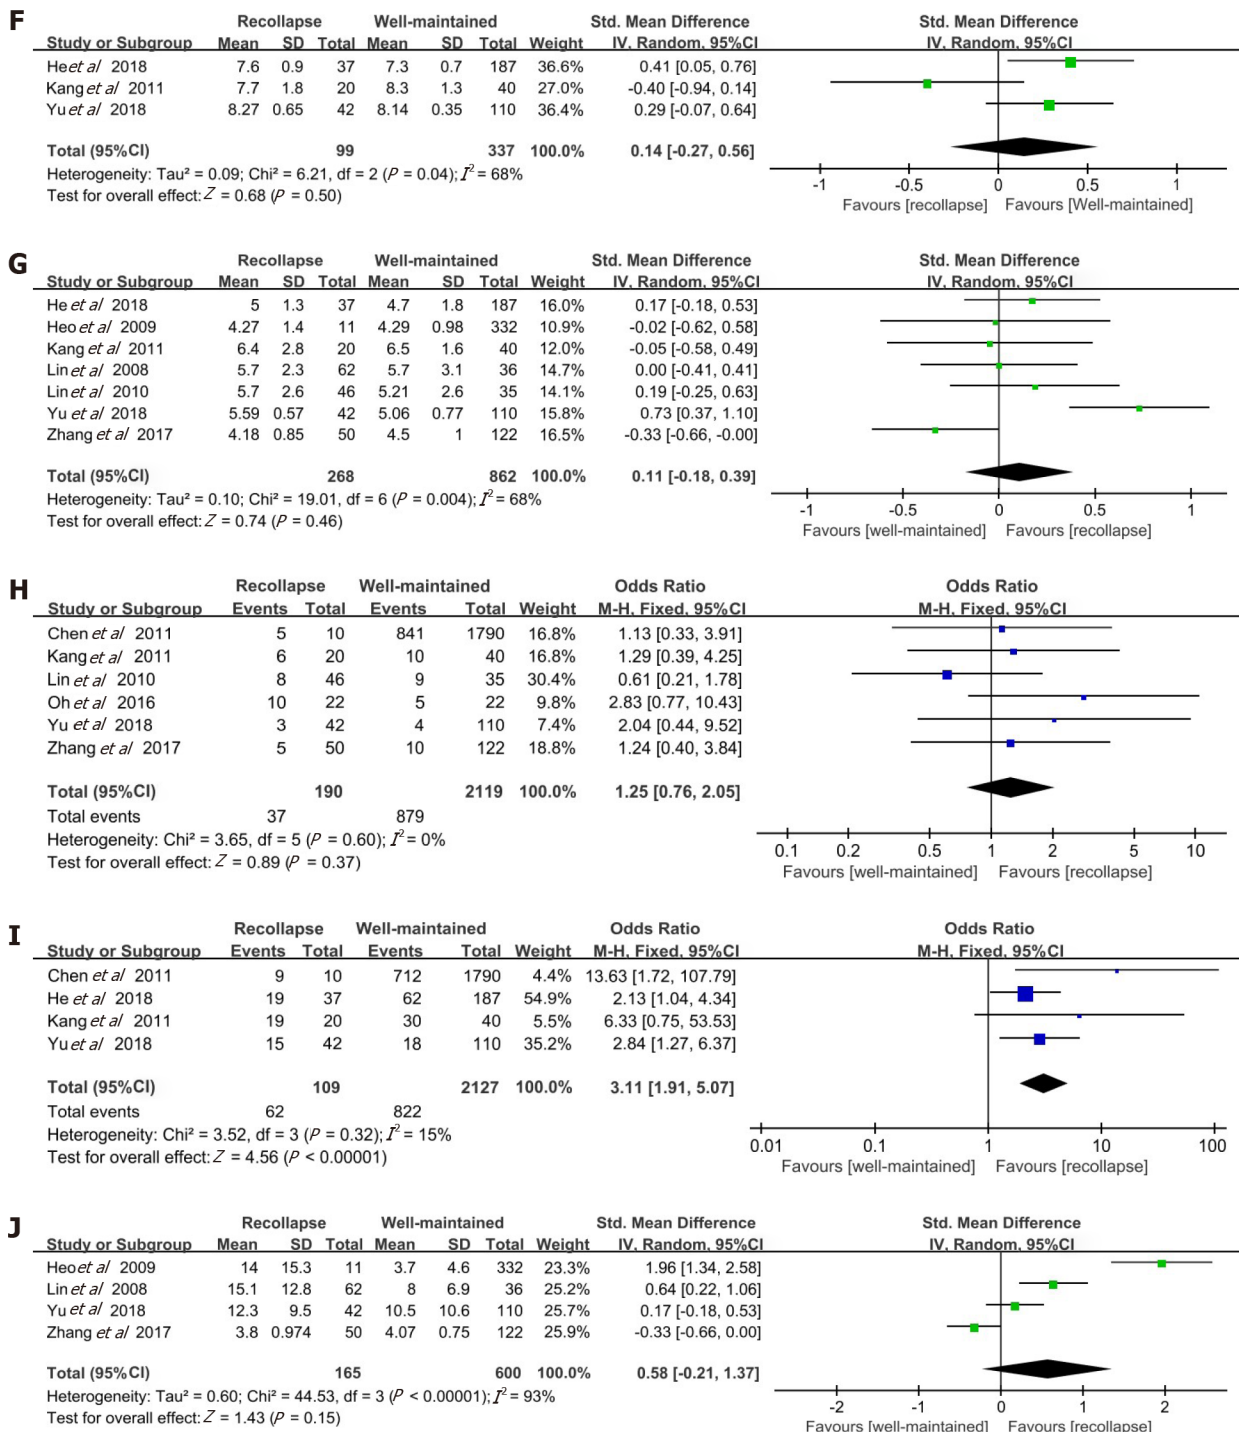 F
Recollapse Well-maintained Std. Mean Difference Std. Mean Difference
Study or Subgroup Mean SD Total Mean SD Total Weight IV, Random, 95%CI IV, Random, 95%CI
He et al 2018 7.6 0.9 37 7.3 0.7 187 36.6% 0.41 [0.05, 0.76]
Kang et al 2011 7.7 1.8 20 8.3 1.3 40 27.0% -0.40 [-0.94, 0.14]
Yu et al 2018 8.27 0.65 42 8.14 0.35 110 36.4% 0.29 [-0.07, 0.64]
Total (95%CI) 99 337 100.0% 0.14 [-0.27, 0.56]
Heterogeneity: Tau² = 0.09; Chi² = 6.21, df = 2 (P = 0.04); I² = 68%
Test for overall effect: Z = 0.68 (P = 0.50)
-1 -0.5 0 0.5 1
Favours [recollapse] Favours [Well-maintained]
G
Recollapse Well-maintained Std. Mean Difference Std. Mean Difference
Study or Subgroup Mean SD Total Mean SD Total Weight IV, Random, 95%CI IV, Random, 95%CI
He et al 2018 5 1.3 37 4.7 1.8 187 16.0% 0.17 [-0.18, 0.53]
Heo et al 2009 4.27 1.4 11 4.29 0.98 332 10.9% -0.02 [-0.62, 0.58]
Kang et al 2011 6.4 2.8 20 6.5 1.6 40 12.0% -0.05 [-0.58, 0.49]
Lin et al 2008 5.7 2.3 62 5.7 3.1 36 14.7% 0.00 [-0.41, 0.41]
Lin et al 2010 5.7 2.6 46 5.21 2.6 35 14.1% 0.19 [-0.25, 0.63]
Yu et al 2018 5.59 0.57 42 5.06 0.77 110 15.8% 0.73 [0.37, 1.10]
Zhang et al 2017 4.18 0.85 50 4.5 1 122 16.5% -0.33 [-0.66, -0.00]
Total (95%CI) 268 862 100.0% 0.11 [-0.18, 0.39]
Heterogeneity: Tau² = 0.10; Chi² = 19.01, df = 6 (P = 0.004); I² = 68%
Test for overall effect: Z = 0.74 (P = 0.46)
-1 -0.5 0 0.5 1
Favours [well-maintained] Favours [recollapse]
H
Recollapse Well-maintained Odds Ratio Odds Ratio
Study or Subgroup Events Total Events Total Weight M-H, Fixed, 95%CI M-H, Fixed, 95%CI
Chen et al 2011 5 10 841 1790 16.8% 1.13 [0.33, 3.91]
Kang et al 2011 6 20 10 40 16.8% 1.29 [0.39, 4.25]
Lin et al 2010 8 46 9 35 30.4% 0.61 [0.21, 1.78]
Oh et al 2016 10 22 5 22 9.8% 2.83 [0.77, 10.43]
Yu et al 2018 3 42 4 110 7.4% 2.04 [0.44, 9.52]
Zhang et al 2017 5 50 10 122 18.8% 1.24 [0.40, 3.84]
Total (95%CI) 190 2119 100.0% 1.25 [0.76, 2.05]
Total events 37 879
Heterogeneity: Chi² = 3.65, df = 5 (P = 0.60); I² = 0%
Test for overall effect: Z = 0.89 (P = 0.37)
0.1 0.2 0.5 1 2 5 10
Favours [well-maintained] Favours [recollapse]
I
Recollapse Well-maintained Odds Ratio Odds Ratio
Study or Subgroup Events Total Events Total Weight M-H, Fixed, 95%CI M-H, Fixed, 95%CI
Chen et al 2011 9 10 712 1790 4.4% 13.63 [1.72, 107.79]
He et al 2018 19 37 62 187 54.9% 2.13 [1.04, 4.34]
Kang et al 2011 19 20 30 40 5.5% 6.33 [0.75, 53.53]
Yu et al 2018 15 42 18 110 35.2% 2.84 [1.27, 6.37]
Total (95%CI) 109 2127 100.0% 3.11 [1.91, 5.07]
Total events 62 822
Heterogeneity: Chi² = 3.52, df = 3 (P = 0.32); I² = 15%
Test for overall effect: Z = 4.56 (P < 0.00001)
0.01 0.1 1 10 100
Favours [well-maintained] Favours [recollapse]
J
Recollapse Well-maintained Std. Mean Difference Std. Mean Difference
Study or Subgroup Mean SD Total Mean SD Total Weight IV, Random, 95%CI IV, Random, 95%CI
Heo et al 2009 14 15.3 11 3.7 4.6 332 23.3% 1.96 [1.34, 2.58]
Lin et al 2008 15.1 12.8 62 8 6.9 36 25.2% 0.64 [0.22, 1.06]
Yu et al 2018 12.3 9.5 42 10.5 10.6 110 25.7% 0.17 [-0.18, 0.53]
Zhang et al 2017 3.8 0.974 50 4.07 0.75 122 25.9% -0.33 [-0.66, 0.00]
Total (95%CI) 165 600 100.0% 0.58 [-0.21, 1.37]
Heterogeneity: Tau² = 0.60; Chi² = 44.53, df = 3 (P < 0.00001); I² = 93%
Test for overall effect: Z = 1.43 (P = 0.15)
-2 -1 0 1 2
Favours [well-maintained] Favours [recollapse]